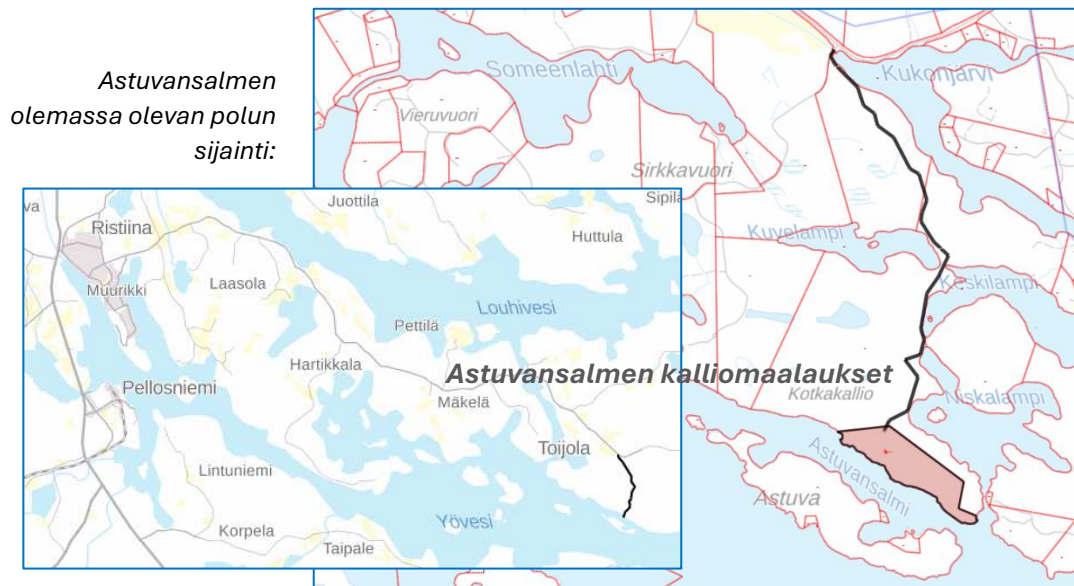 Astuvansalmen
olemassa olevan polun
sijainti:
Someenlahti
Kukonjärvi
Vieruvuori
Sirkkavuori
Sipilä
Kuvelampi
Keskilampi
Astuvansalmen kalliomaalaukset
Kotkakallio
Niskalampi
Astuvansalmi
Astuva
va
Ristiina
Juottila
Huttula
Muurikki
Laasola
Louhivesi
Pettilä
Hartikkala
Pellosniemi
Mäkelä
Toijola
Lintuniemi
Yövesi
Korpela
Taipale